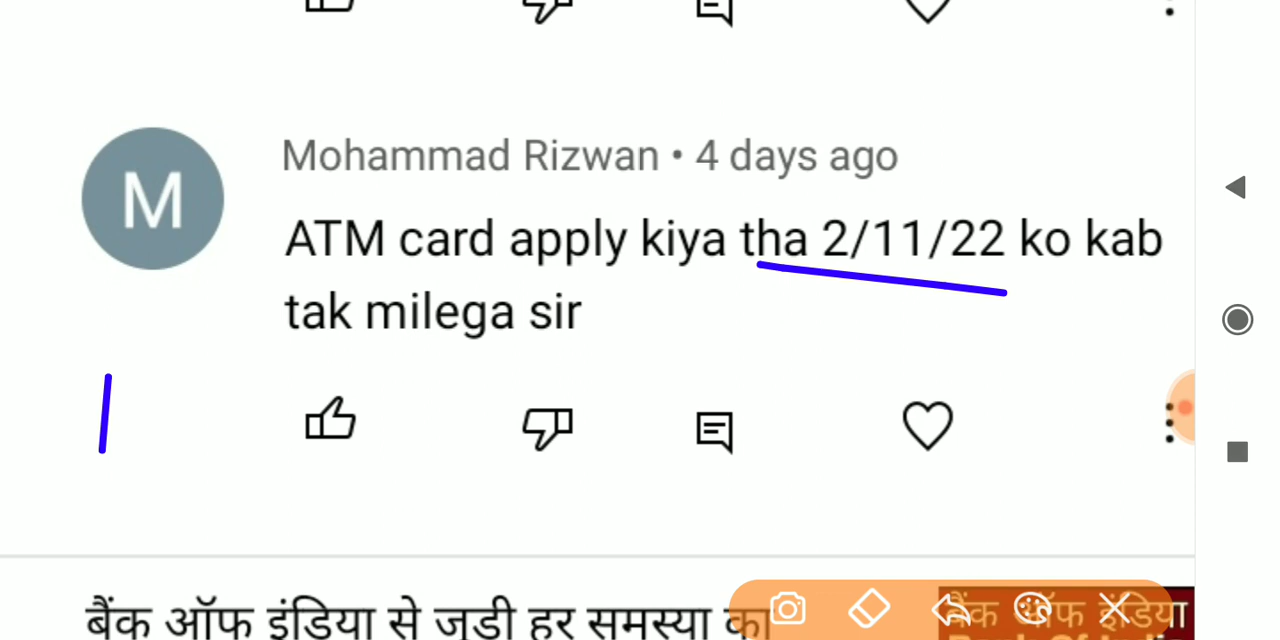 M
Mohammad Rizwan • 4 days ago
ATM card apply kiya tha 2/11/22 ko kab
tak milega sir
बैंक ऑफ इंडिया से जुडी हर समस्या का
बैंक ऑफ इंडिया